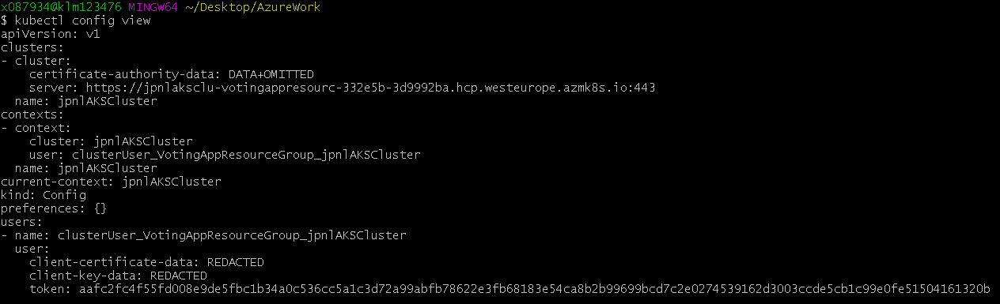 x087934@klm123476 MINGW64 ~/Desktop/AzureWork
$ kubectl config view
apiVersion: v1
clusters:
- cluster:
    certificate-authority-data: DATA+OMITTED
    server: https://jpnlaksclu-votingappresourc-332e5b-3d9992ba.hcp.westeurope.azmk8s.io:443
  name: jpnlAKSCluster
contexts:
- context:
    cluster: jpnlAKSCluster
    user: clusterUser_VotingAppResourceGroup_jpnlAKSCluster
  name: jpnlAKSCluster
current-context: jpnlAKSCluster
kind: Config
preferences: {}
users:
- name: clusterUser_VotingAppResourceGroup_jpnlAKSCluster
  user:
    client-certificate-data: REDACTED
    client-key-data: REDACTED
    token: aafc2fc4f55fd008e9de5fbc1b34a0c536cc5a1c3d72a99abfb78622e3fb68183e54ca8b2b99699bcd7c2e0274539162d3003ccde5cb1c99e0fe51504161320b